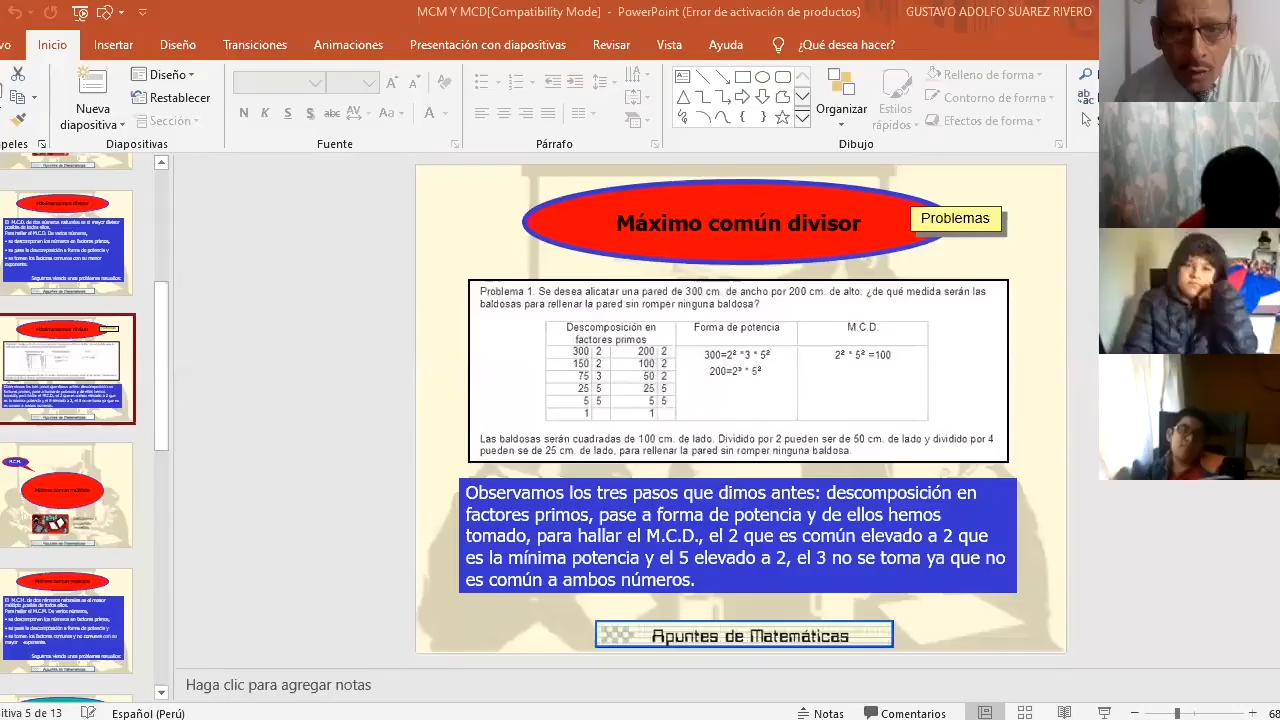 MCM Y MCD[Compatibility Mode] - PowerPoint (Error de activación de productos)
GUSTAVO ADOLFO SUAREZ RIVERO
Inicio Insertar Diseño Transiciones Animaciones Presentación con diapositivas Revisar Vista Ayuda ¿Qué desea hacer?
Nueva
diapositiva
Diseño
Restablecer
Sección
N K S abc AV Aa A
Organizar
Estilos
rápidos
Relleno de forma
Contorno de forma
Efectos de forma
Diapositivas
Fuente
Párrafo
Dibujo
Máximo común divisor
Problemas
Problema 1. Se desea alicatar una pared de 300 cm. de ancho por 200 cm. de alto: ¿de qué medida serán las
baldosas para rellenar la pared sin romper ninguna baldosa?
Descomposición en
factores primos
Forma de potencia
M.C.D.
300 2 200 2
150 2 100 2
75 3 50 2
25 5 25 5
5 5 5 5
1 1
300=2² *3 * 5²
200=2³ * 5²
2² * 5² =100
Las baldosas serán cuadradas de 100 cm. de lado. Dividido por 2 pueden ser de 50 cm. de lado y dividido por 4
pueden se de 25 cm. de lado, para rellenar la pared sin romper ninguna baldosa.
Observamos los tres pasos que dimos antes: descomposición en
factores primos, pase a forma de potencia y de ellos hemos
tomado, para hallar el M.C.D., el 2 que es común elevado a 2 que
es la mínima potencia y el 5 elevado a 2, el 3 no se toma ya que no
es común a ambos números.
Apuntes de Matemáticas
Haga clic para agregar notas
sitiva 5 de 13 Español (Perú) Notas Comentarios